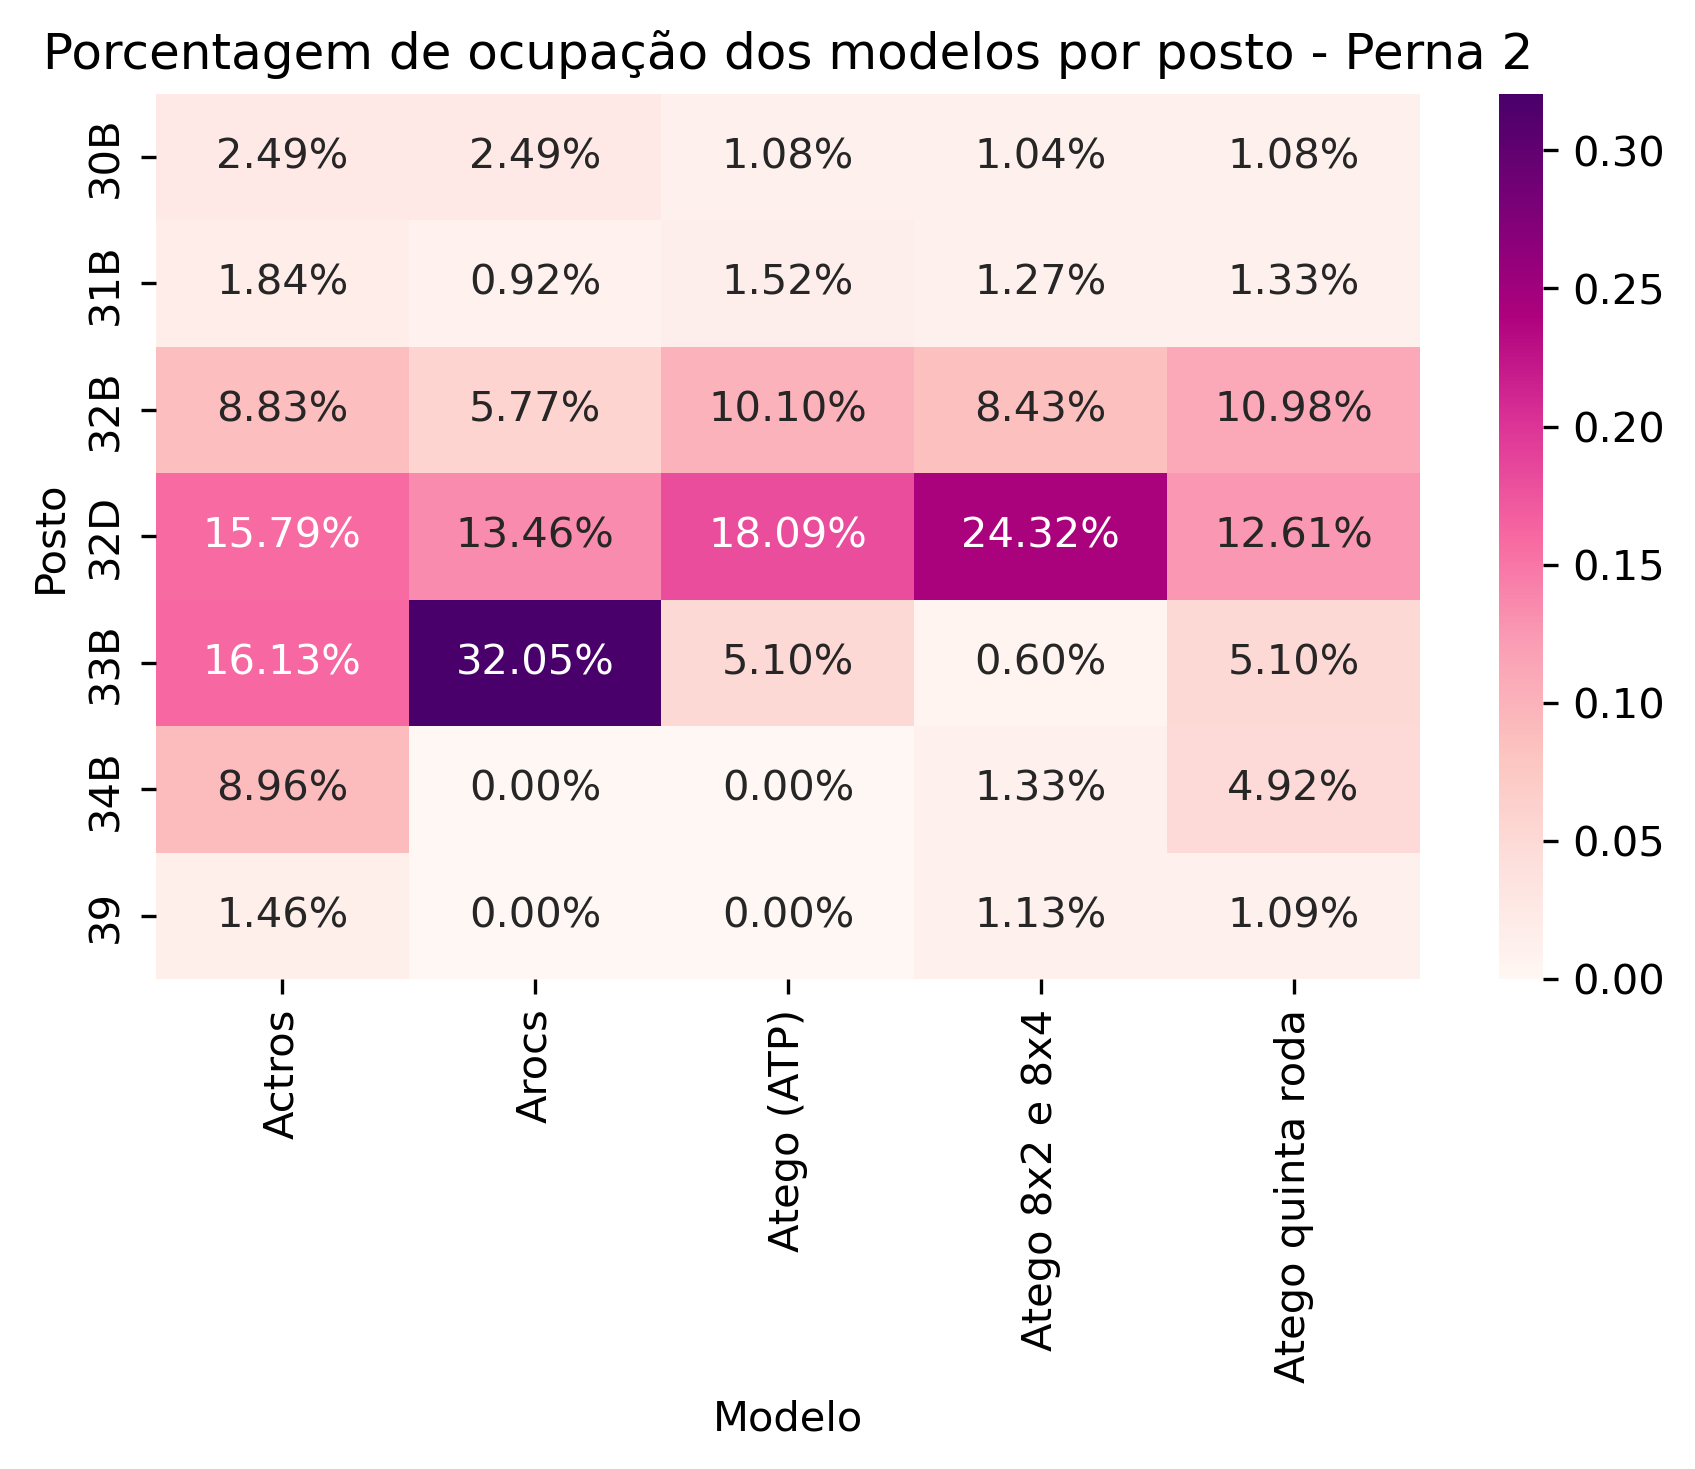 Porcentagem de ocupação dos modelos por posto - Perna 2
Posto
30B 2.49% 2.49% 1.08% 1.04% 1.08%
31B 1.84% 0.92% 1.52% 1.27% 1.33%
32B 8.83% 5.77% 10.10% 8.43% 10.98%
32D 15.79% 13.46% 18.09% 24.32% 12.61%
33B 16.13% 32.05% 5.10% 0.60% 5.10%
34B 8.96% 0.00% 0.00% 1.33% 4.92%
39 1.46% 0.00% 0.00% 1.13% 1.09%
Actros
Arocs
Atego (ATP)
Atego 8x2 e 8x4
Atego quinta roda
Modelo
0.30
0.25
0.20
0.15
0.10
0.05
0.00